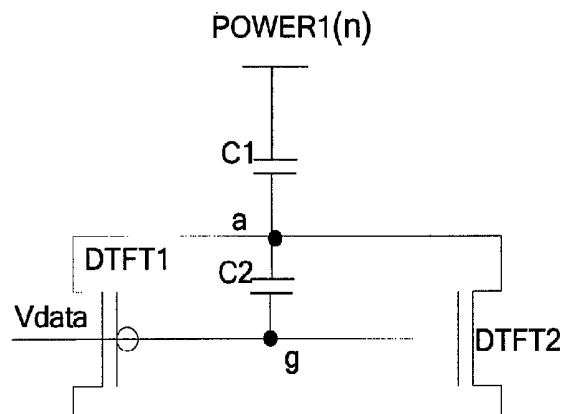 POWER1(n)
C1
a
DTFT1
C2
Vdata
g
DTFT2